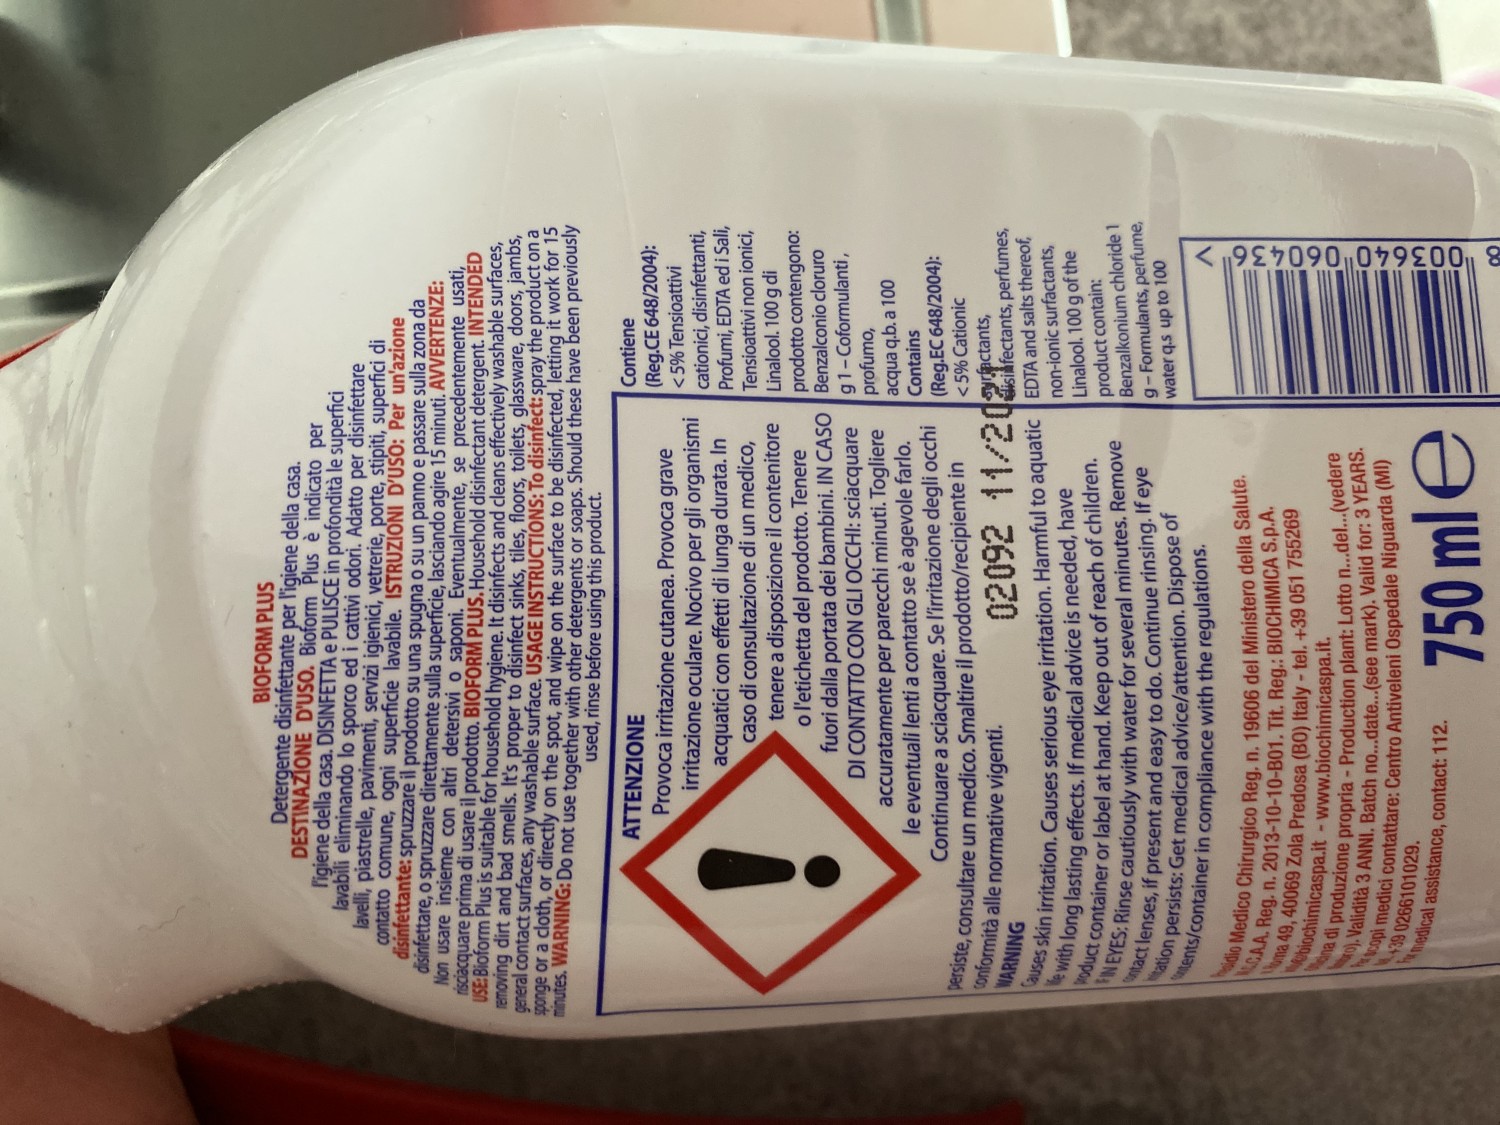 BIOFORM PLUS
Detergente disinfettante per l'igiene della casa.
DESTINAZIONE D'USO. Bioform Plus è indicato per
l'igiene della casa. DISINFETTA e PULISCE in profondità le superfici
lavabili eliminando lo sporco ed i cattivi odori. Adatto per disinfettare
lavelli, piastrelle, pavimenti, servizi igienici, vetrerie, porte, stipiti, superfici di
contatto comune, ogni superficie lavabile. ISTRUZIONI D'USO: Per un'azione
disinfettante: spruzzare il prodotto su una spugna o su un panno e passare sulla zona da
disinfettare, o spruzzare direttamente sulla superficie, lasciando agire 15 minuti. AVVERTENZE:
Non usare insieme con altri detersivi o saponi. Eventualmente, se precedentemente usati,
risciacquare prima di usare il prodotto. BIOFORM PLUS. Household disinfectant detergent. INTENDED
USE: Bioform Plus is suitable for household hygiene. It disinfects and cleans effectively washable surfaces,
removing dirt and bad smells. It's proper to disinfect sinks, tiles, floors, toilets, glassware, doors, jambs,
general contact surfaces, any washable surface. USAGE INSTRUCTIONS: To disinfect: spray the product on a
sponge or a cloth, or directly on the spot, and wipe on the surface to be disinfected, letting it work for 15
minutes. WARNING: Do not use together with other detergents or soaps. Should these have been previously
used, rinse before using this product.
ATTENZIONE
Provoca irritazione cutanea. Provoca grave
irritazione oculare. Nocivo per gli organismi
acquatici con effetti di lunga durata. In
caso di consultazione di un medico,
tenere a disposizione il contenitore
o l'etichetta del prodotto. Tenere
fuori dalla portata dei bambini. IN CASO
DI CONTATTO CON GLI OCCHI: sciacquare
accuratamente per parecchi minuti. Togliere
le eventuali lenti a contatto se è agevole farlo.
Continuare a sciacquare. Se l'irritazione degli occhi
persiste, consultare un medico. Smaltire il prodotto/recipiente in
conformità alle normative vigenti.
WARNING
Causes skin irritation. Causes serious eye irritation. Harmful to aquatic
life with long lasting effects. If medical advice is needed, have
product container or label at hand. Keep out of reach of children.
IF IN EYES: Rinse cautiously with water for several minutes. Remove
contact lenses, if present and easy to do. Continue rinsing. If eye
irritation persists: Get medical advice/attention. Dispose of
contents/container in compliance with the regulations.
02092 11/2021
Contiene
(Reg.CE 648/2004):
< 5% Tensioattivi
cationici, disinfettanti,
Profumi, EDTA ed i Sali,
Tensioattivi non ionici,
Linalool. 100 g di
prodotto contengono:
Benzalconio cloruro
g 1 – Coformulanti ,
profumo,
acqua q.b. a 100
Contains
(Reg.EC 648/2004):
< 5% Cationic
surfactants,
disinfectants, perfumes,
EDTA and salts thereof,
non-ionic surfactants,
Linalool. 100 g of the
product contain:
Benzalkonium chloride 1
g – Formulants, perfume,
water q.s up to 100
Presidio Medico Chirurgico Reg. n. 19606 del Ministero della Salute.
Reg. n. 2013-10-10-B01. Tit. Reg.: BIOCHIMICA S.p.A.
Roma 49, 40069 Zola Predosa (BO) Italy - tel. +39 051 755269
biochimicaspa.it - www.biochimicaspa.it.
Officina di produzione propria - Production plant: Lotto n...del...(vedere
Validità 3 ANNI. Batch no...date...(see mark). Valid for: 3 YEARS.
Per scopi medici contattare: Centro Antiveleni Ospedale Niguarda (MI)
+39 0266101029.
For medical assistance, contact: 112.
750 ml e
8 003640 060436 >